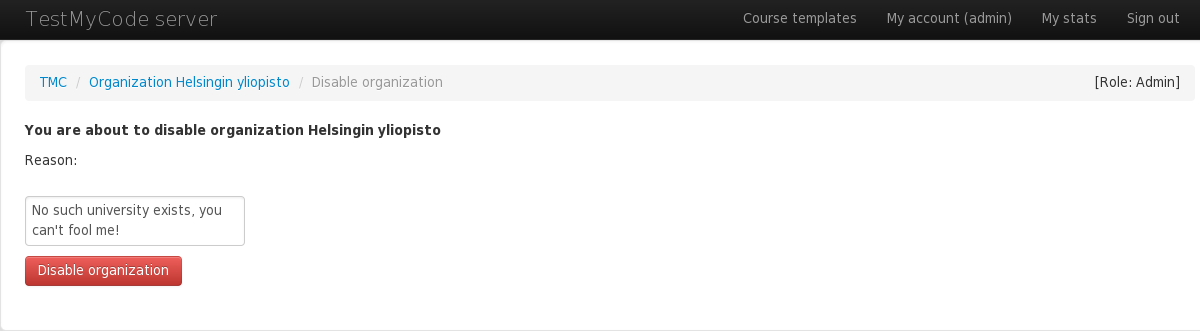 TestMyCode server Course templates My account (admin) My stats Sign out
TMC / Organization Helsingin yliopisto / Disable organization [Role: Admin]
You are about to disable organization Helsingin yliopisto
Reason:
No such university exists, you
can't fool me!
Disable organization